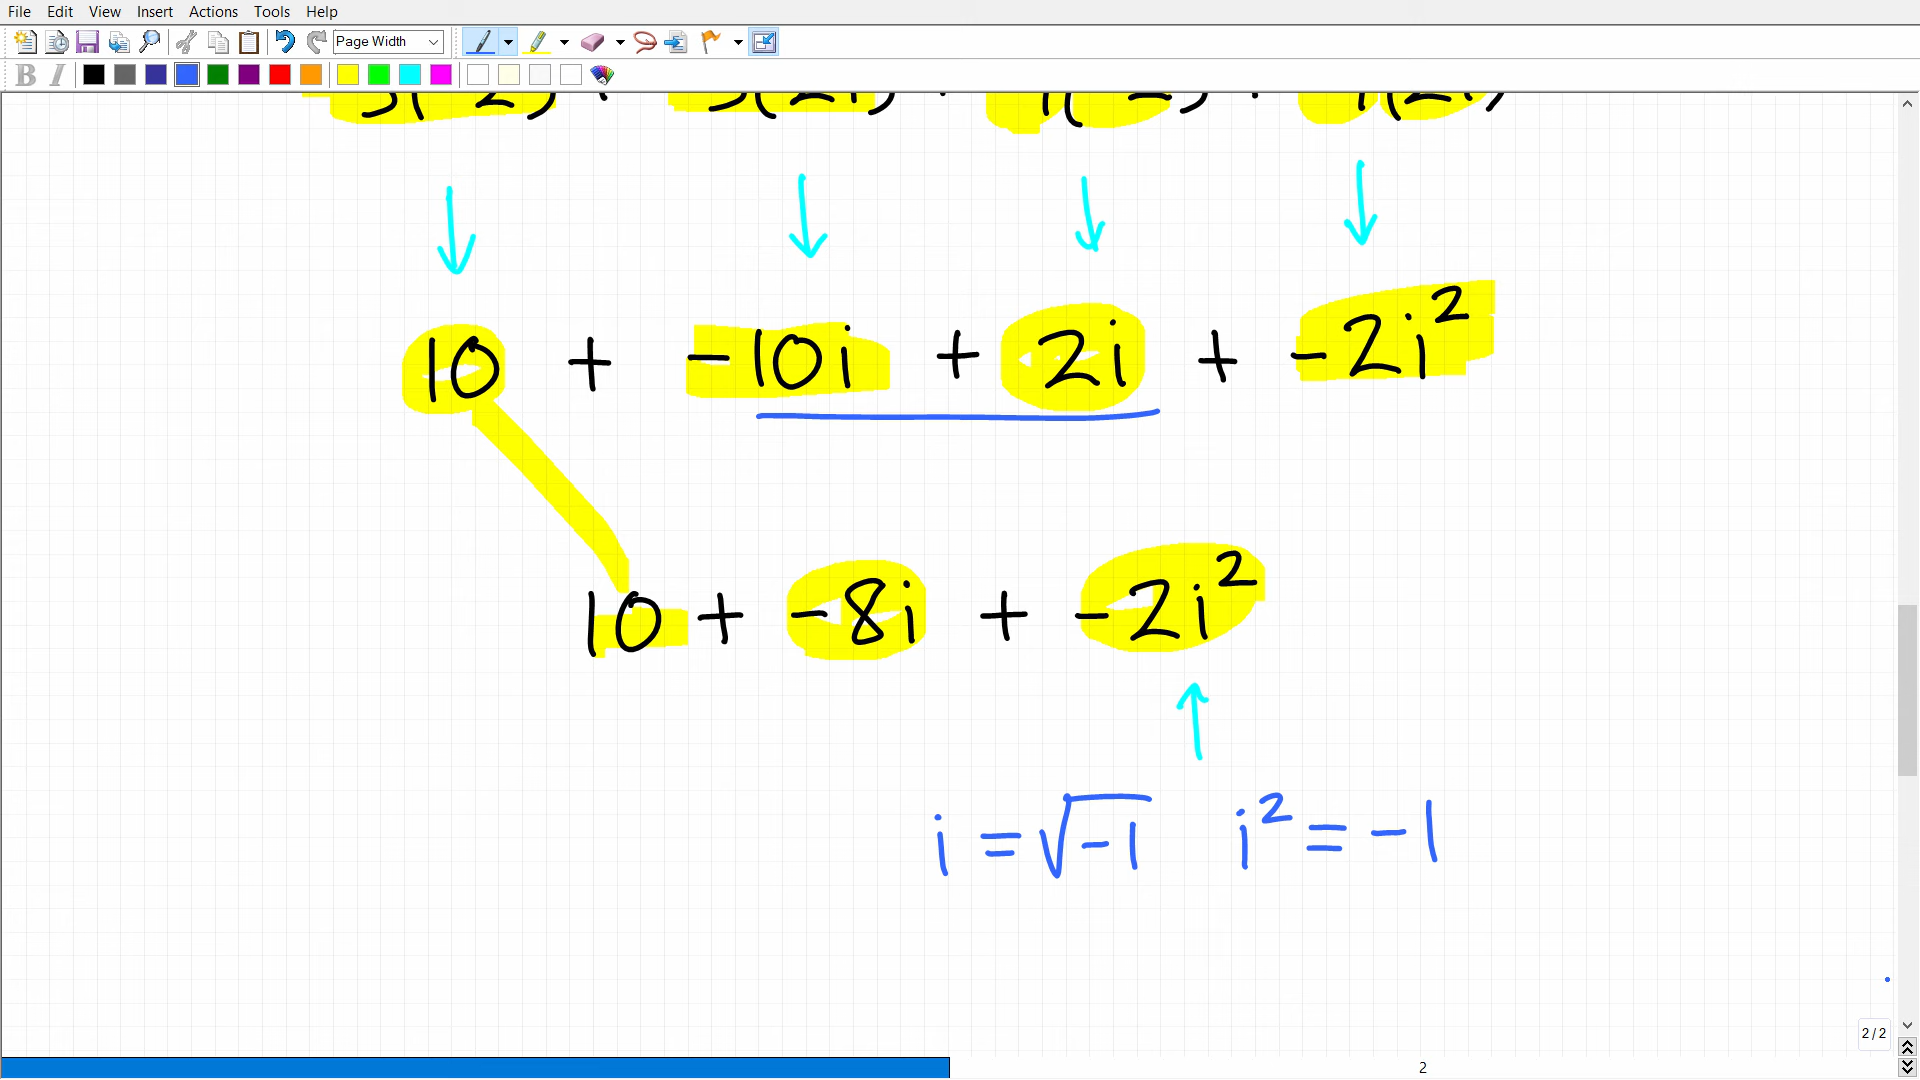 File Edit View Insert Actions Tools Help
Page Width
B I
10 + -10i + 2i + -2i²
10 + -8i + -2i²
i = √-1 i² = -1
2 / 2
2